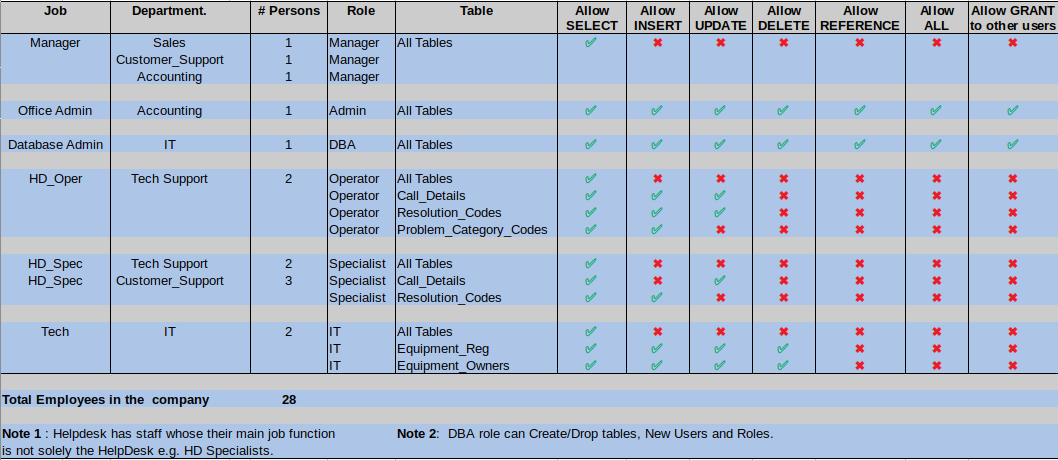 Job Department. # Persons Role Table Allow SELECT Allow INSERT Allow UPDATE Allow DELETE Allow REFERENCE Allow ALL Allow GRANT to other users
Manager Sales 1 Manager All Tables ✓ ✖ ✖ ✖ ✖ ✖ ✖
Customer_Support 1 Manager
Accounting 1 Manager
Office Admin Accounting 1 Admin All Tables ✓ ✓ ✓ ✓ ✓ ✓ ✓
Database Admin IT 1 DBA All Tables ✓ ✓ ✓ ✓ ✓ ✓ ✓
HD_Oper Tech Support 2 Operator All Tables ✓ ✖ ✖ ✖ ✖ ✖ ✖
Operator Call_Details ✓ ✓ ✓ ✖ ✖ ✖ ✖
Operator Resolution_Codes ✓ ✓ ✓ ✖ ✖ ✖ ✖
Operator Problem_Category_Codes ✓ ✓ ✖ ✖ ✖ ✖ ✖
HD_Spec Tech Support 2 Specialist All Tables ✓ ✖ ✖ ✖ ✖ ✖ ✖
HD_Spec Customer_Support 3 Specialist Call_Details ✓ ✖ ✓ ✖ ✖ ✖ ✖
Specialist Resolution_Codes ✓ ✓ ✖ ✖ ✖ ✖ ✖
Tech IT 2 IT All Tables ✓ ✖ ✖ ✖ ✖ ✖ ✖
IT Equipment_Reg ✓ ✓ ✓ ✓ ✖ ✖ ✖
IT Equipment_Owners ✓ ✓ ✓ ✓ ✖ ✖ ✖
Total Employees in the company 28
Note 1 : Helpdesk has staff whose their main job function
is not solely the HelpDesk e.g. HD Specialists.
Note 2: DBA role can Create/Drop tables, New Users and Roles.